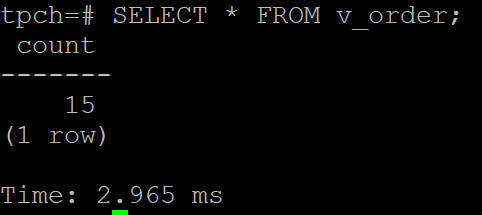 tpch=# SELECT * FROM v_order;
 count
-------
    15
(1 row)

Time: 2.965 ms